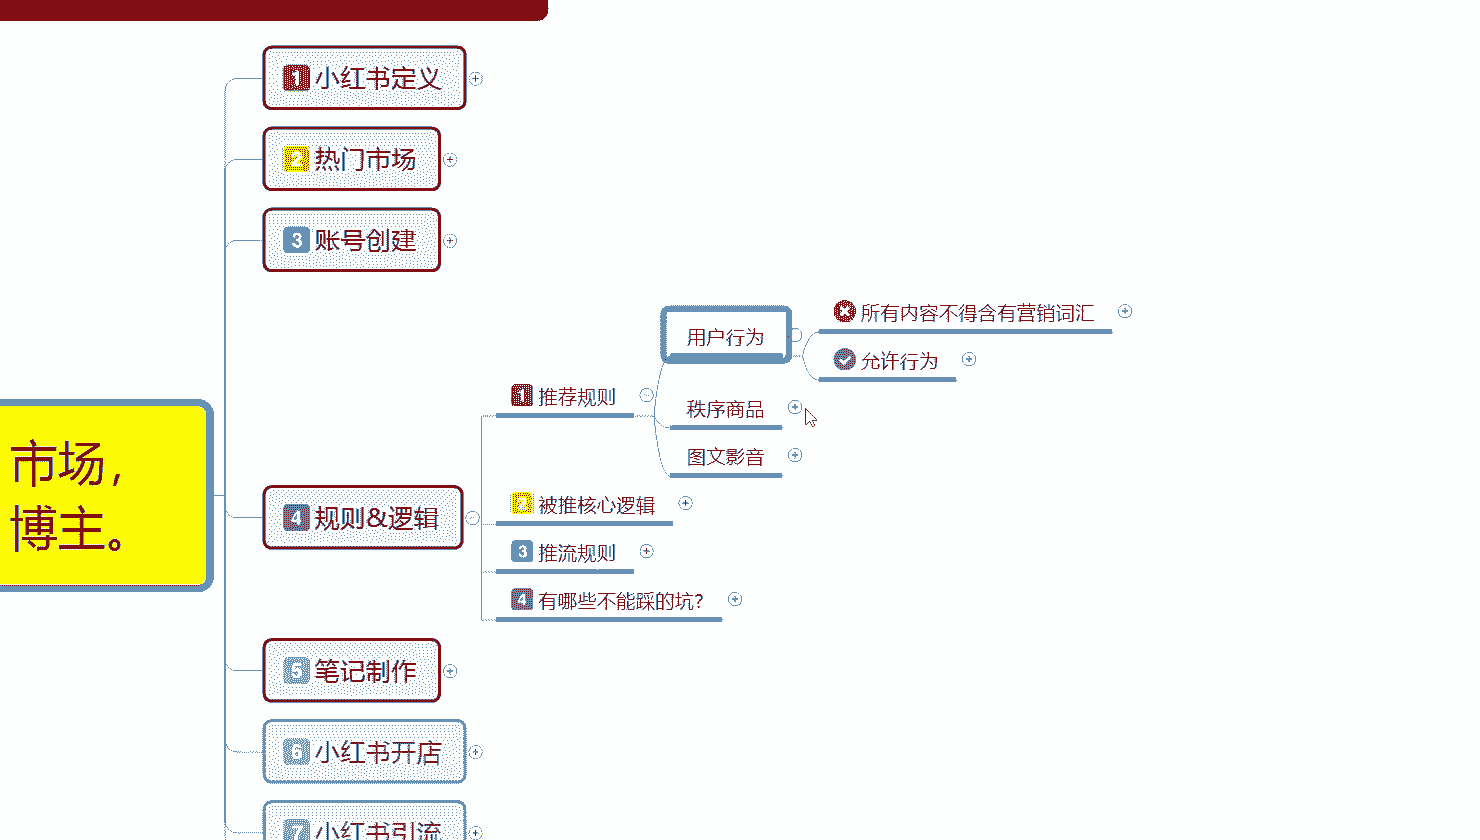 1 小红书定义
2 热门市场
3 账号创建
市场，
博主。
4 规则&逻辑
1 推荐规则
用户行为
所有内容不得含有营销词汇
允许行为
秩序商品
图文影音
2 被推核心逻辑
3 推流规则
4 有哪些不能踩的坑？
5 笔记制作
6 小红书开店
7 小红书引流